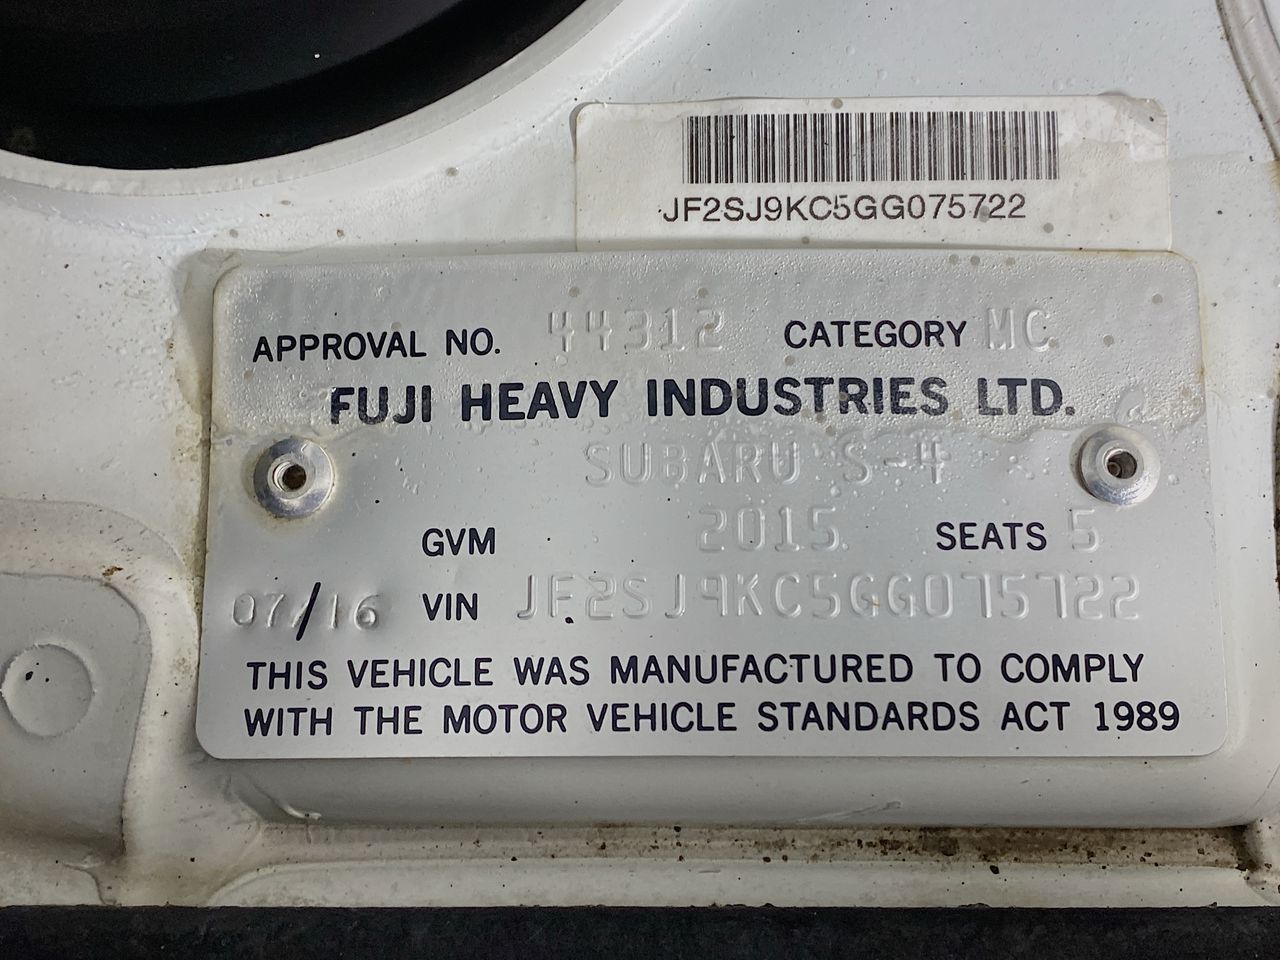 JF2SJ9KC5GG075722
APPROVAL NO. 44312 CATEGORY MC
FUJI HEAVY INDUSTRIES LTD.
SUBARU S-4
GVM 2015 SEATS 5
07/16 VIN JF2SJ9KC5GG075722
THIS VEHICLE WAS MANUFACTURED TO COMPLY
WITH THE MOTOR VEHICLE STANDARDS ACT 1989